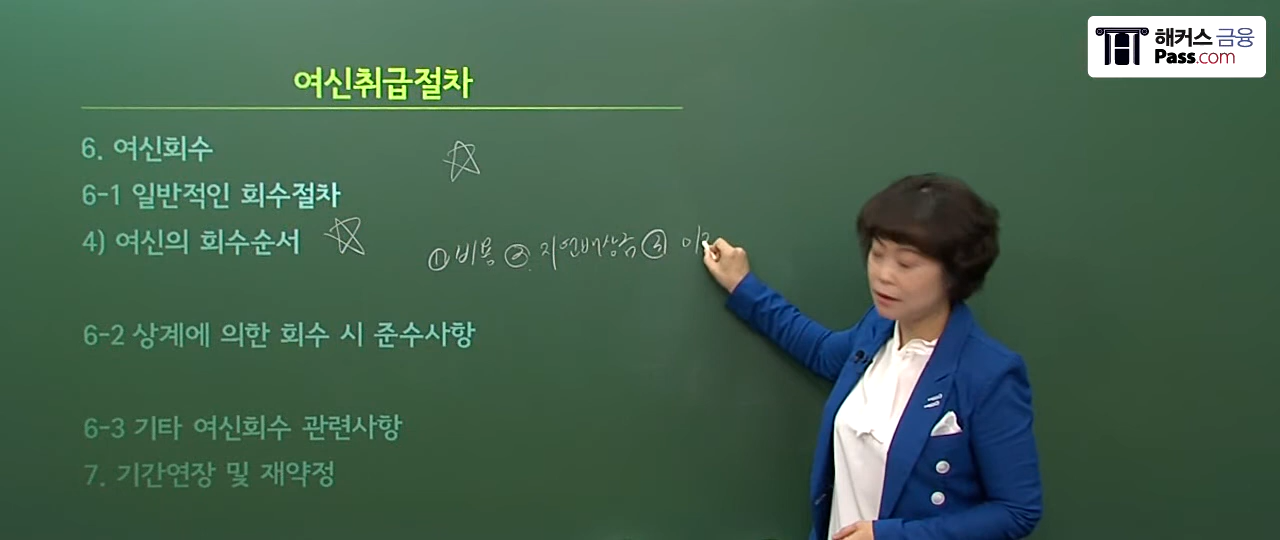 해커스 금융
Pass.com
여신취급절차
6. 여신회수
6-1 일반적인 회수절차
4) 여신의 회수순서
① 비용 ② 지연배상금 ③ 이
6-2 상계에 의한 회수 시 준수사항
6-3 기타 여신회수 관련사항
7. 기간연장 및 재약정